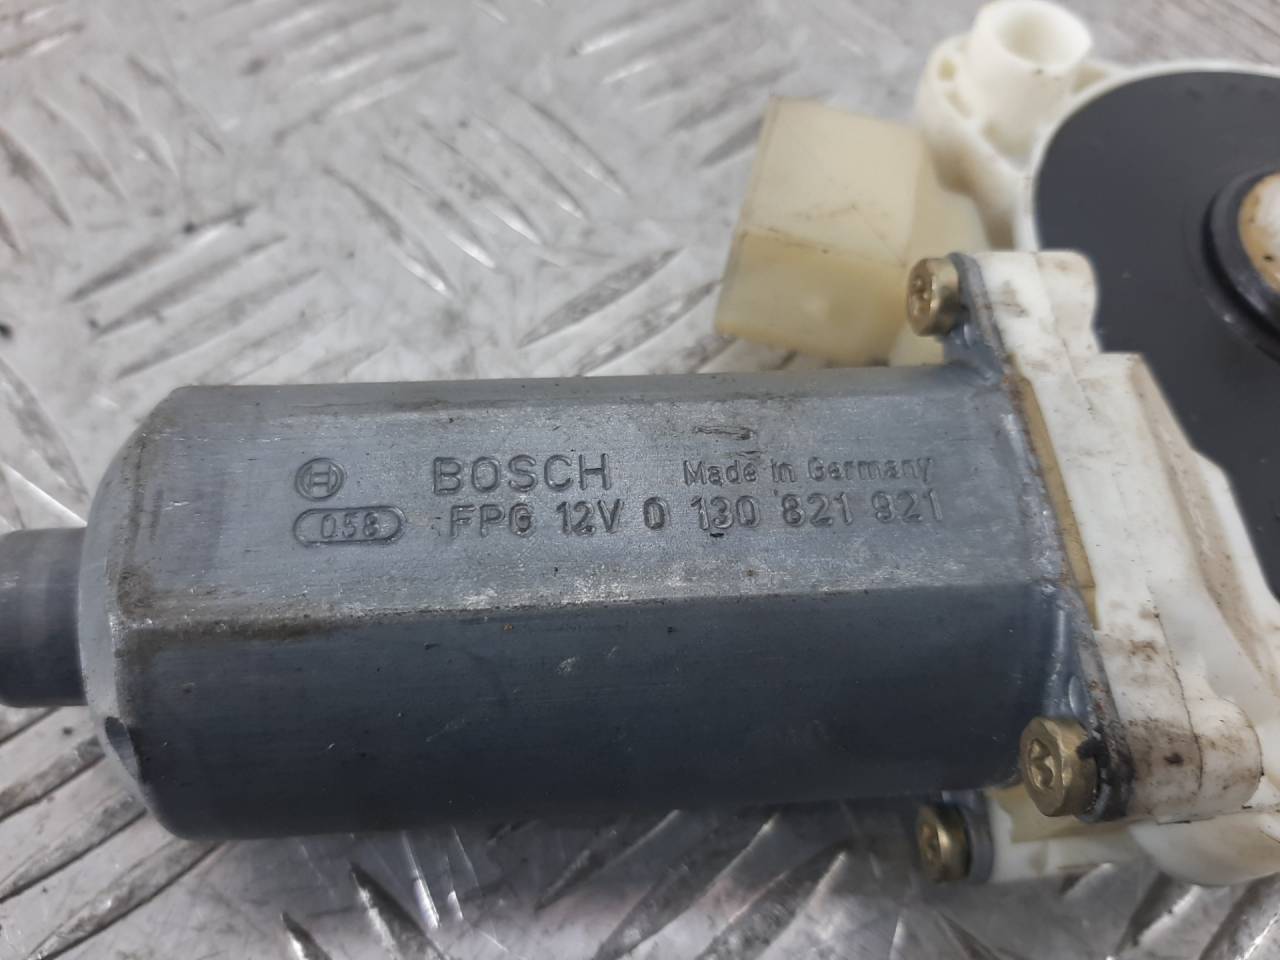 BOSCH Made in Germany
058 FPG 12V 0 130 821 921